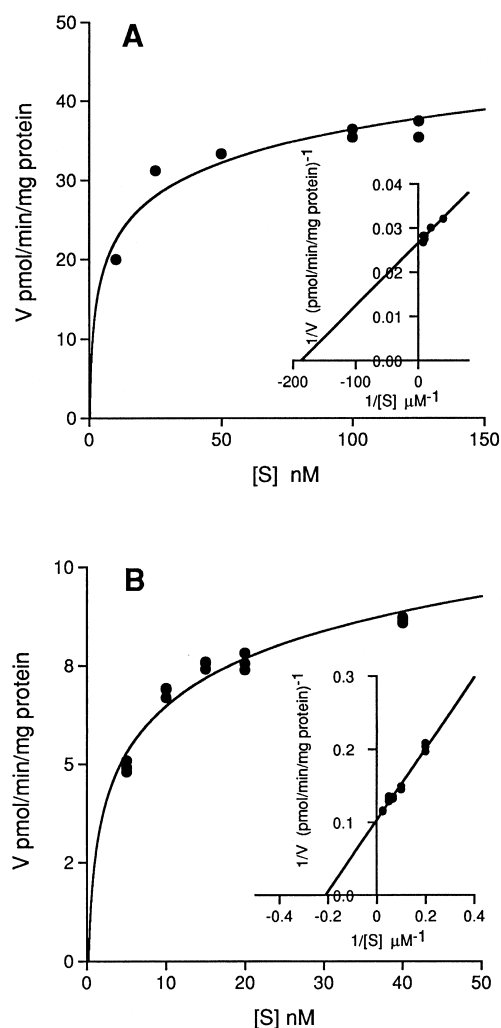 A
V pmol/min/mg protein
50
40
30
20
10
0
0 50 100 150
[S] nM
1/V (pmol/min/mg protein)-1
0.04
0.03
0.02
0.01
0.00
-200 -100 0
1/[S] µM-1
B
V pmol/min/mg protein
10
8
5
2
0
0 10 20 30 40 50
[S] nM
1/V (pmol/min/mg protein)-1
0.3
0.2
0.1
0.0
-0.4 -0.2 0 0.2 0.4
1/[S] µM-1